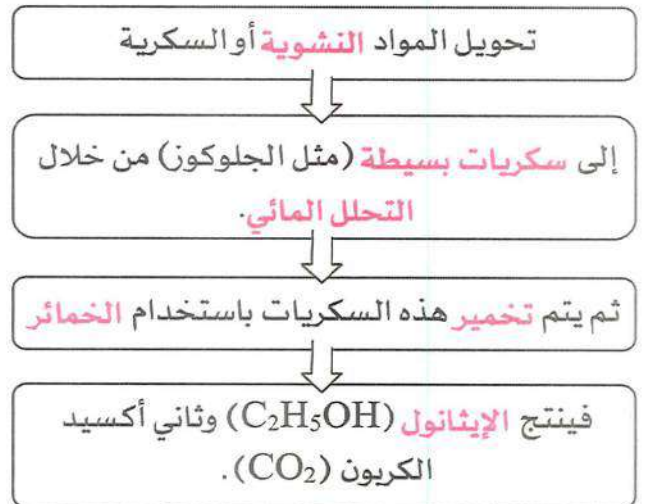 تحويل المواد النشوية أو السكرية
إلى سكريات بسيطة (مثل الجلوكوز) من خلال
التحلل المائي.
ثم يتم تخمير هذه السكريات باستخدام الخمائر
فينتج الإيثانول (C₂H₅OH) وثاني أكسيد
الكربون (CO₂).